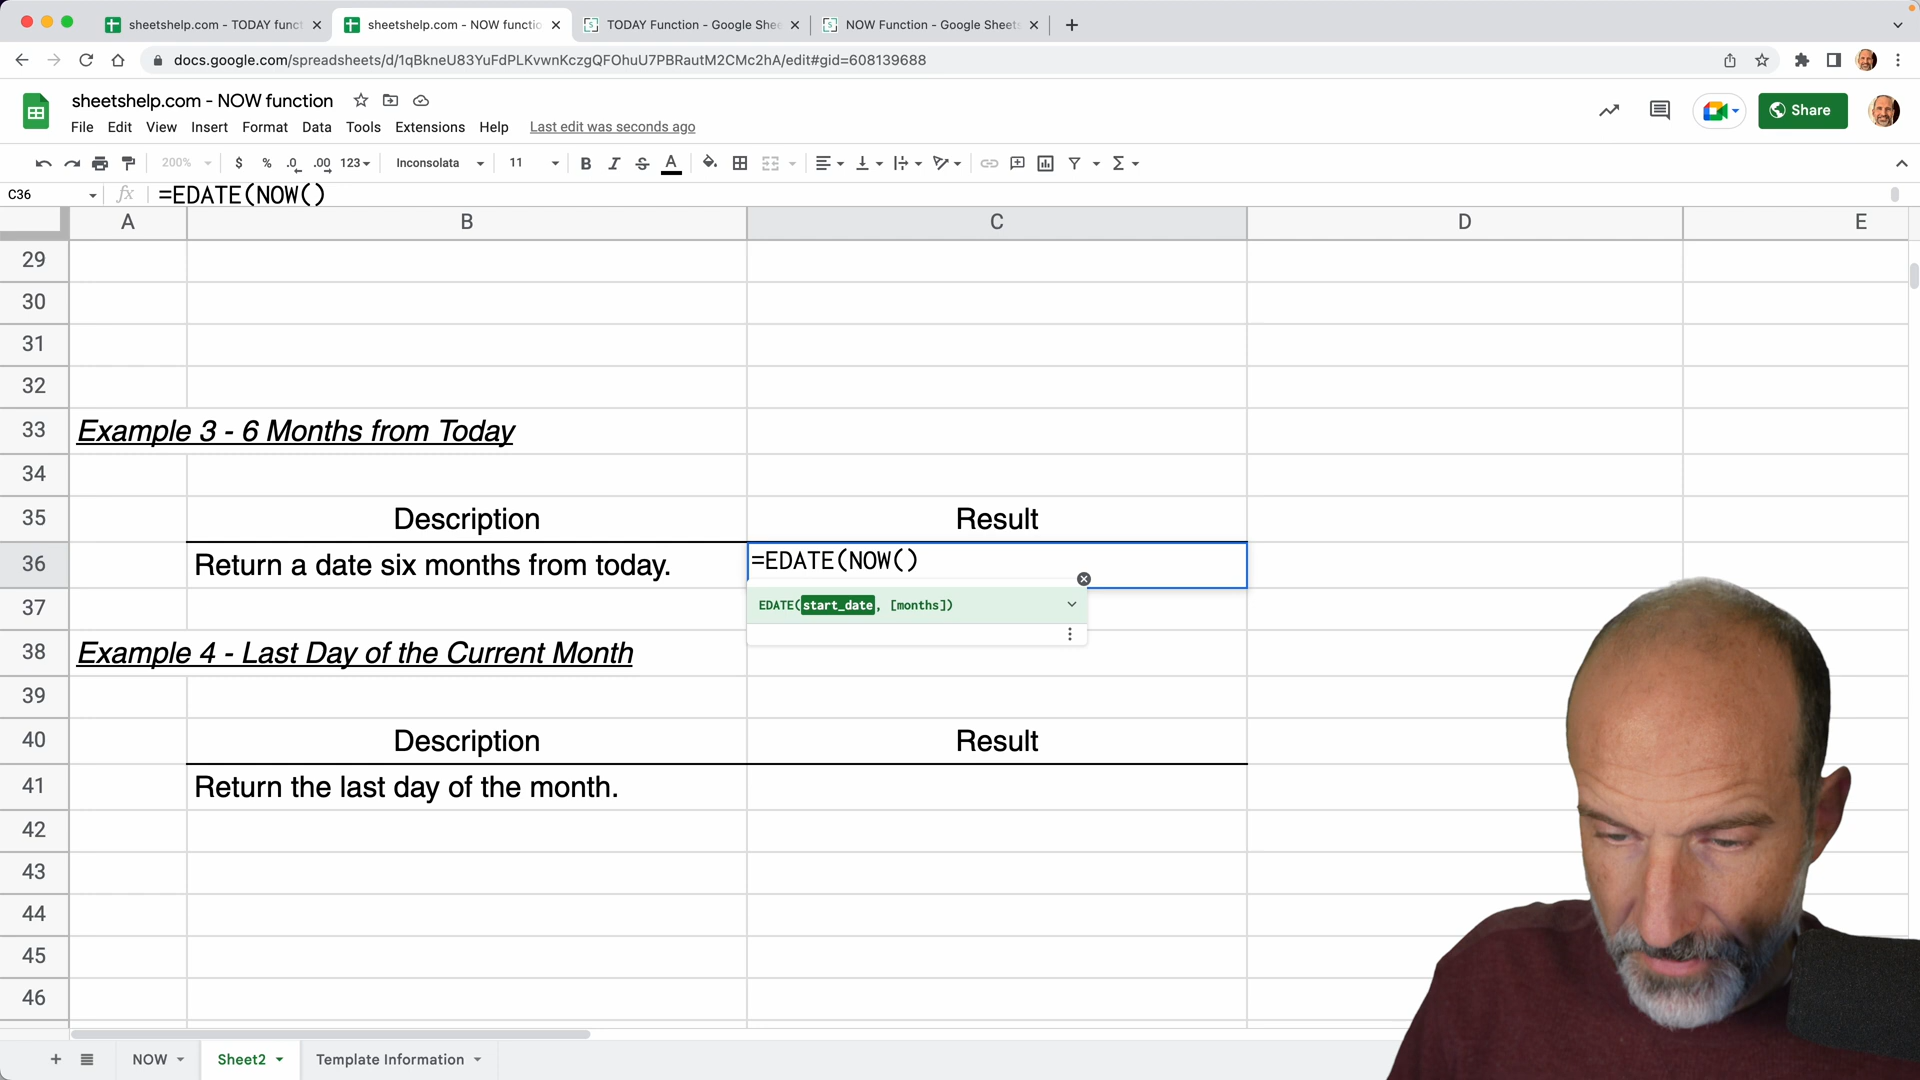 sheetshelp.com - TODAY funct
sheetshelp.com - NOW functio
TODAY Function - Google She
NOW Function - Google Sheets
docs.google.com/spreadsheets/d/1qBkneU83YuFdPLKvwnKczgQFOhuU7PBRautM2CMc2hA/edit#gid=608139688
sheetshelp.com - NOW function
File Edit View Insert Format Data Tools Extensions Help Last edit was seconds ago
Share
200% $ % .0 .00 123 Inconsolata 11 B I S A Σ
C36 fx =EDATE(NOW()
A B C D E
29
30
31
32
33 Example 3 - 6 Months from Today
34
35 Description Result
36 Return a date six months from today. =EDATE(NOW()
EDATE(start_date, [months])
37
38 Example 4 - Last Day of the Current Month
39
40 Description Result
41 Return the last day of the month.
42
43
44
45
46
NOW Sheet2 Template Information